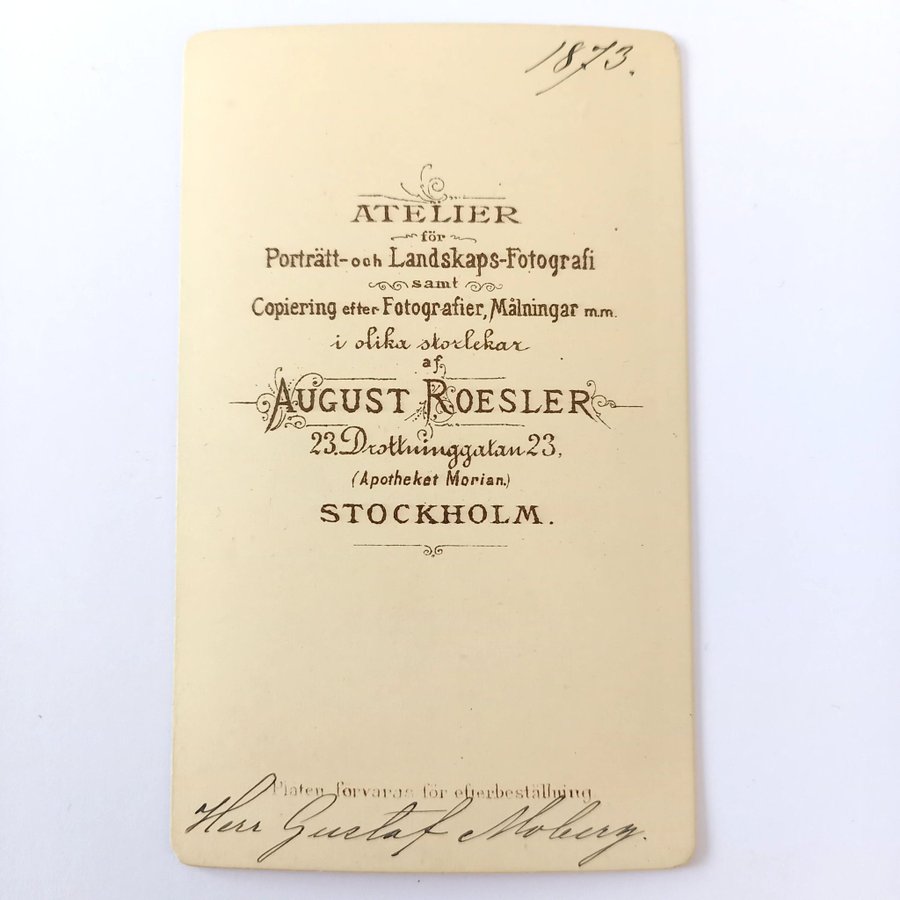 1873.
ATELIER
för
Porträtt- och Landskaps-Fotografi
samt
Copiering efter Fotografier, Målningar m.m.
i olika storlekar
af
AUGUST ROESLER
23. Drottninggatan 23,
(Apotheket Morian.)
STOCKHOLM.
Platen förvaras för efterbeställning.
Herr Gustaf Moberg.